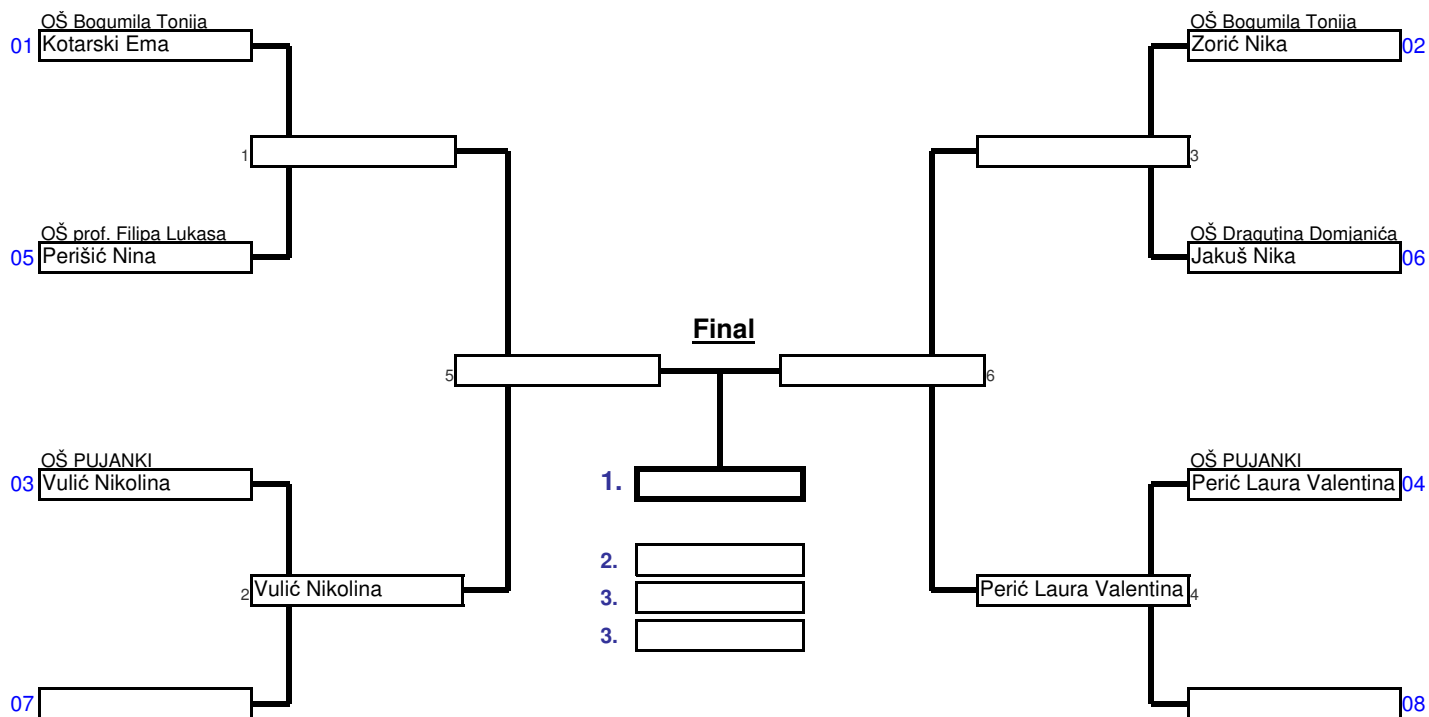 OŠ Bogumila Tonija
01 Kotarski Ema
OŠ Bogumila Tonija
Zorić Nika 02
1
3
OŠ prof. Filipa Lukasa
05 Perišić Nina
OŠ Dragutina Domjanića
Jakuš Nika 06
Final
5
6
OŠ PUJANKI
03 Vulić Nikolina
OŠ PUJANKI
Perić Laura Valentina 04
1.
2.
2 Vulić Nikolina
Perić Laura Valentina 4
3.
3.
07
08